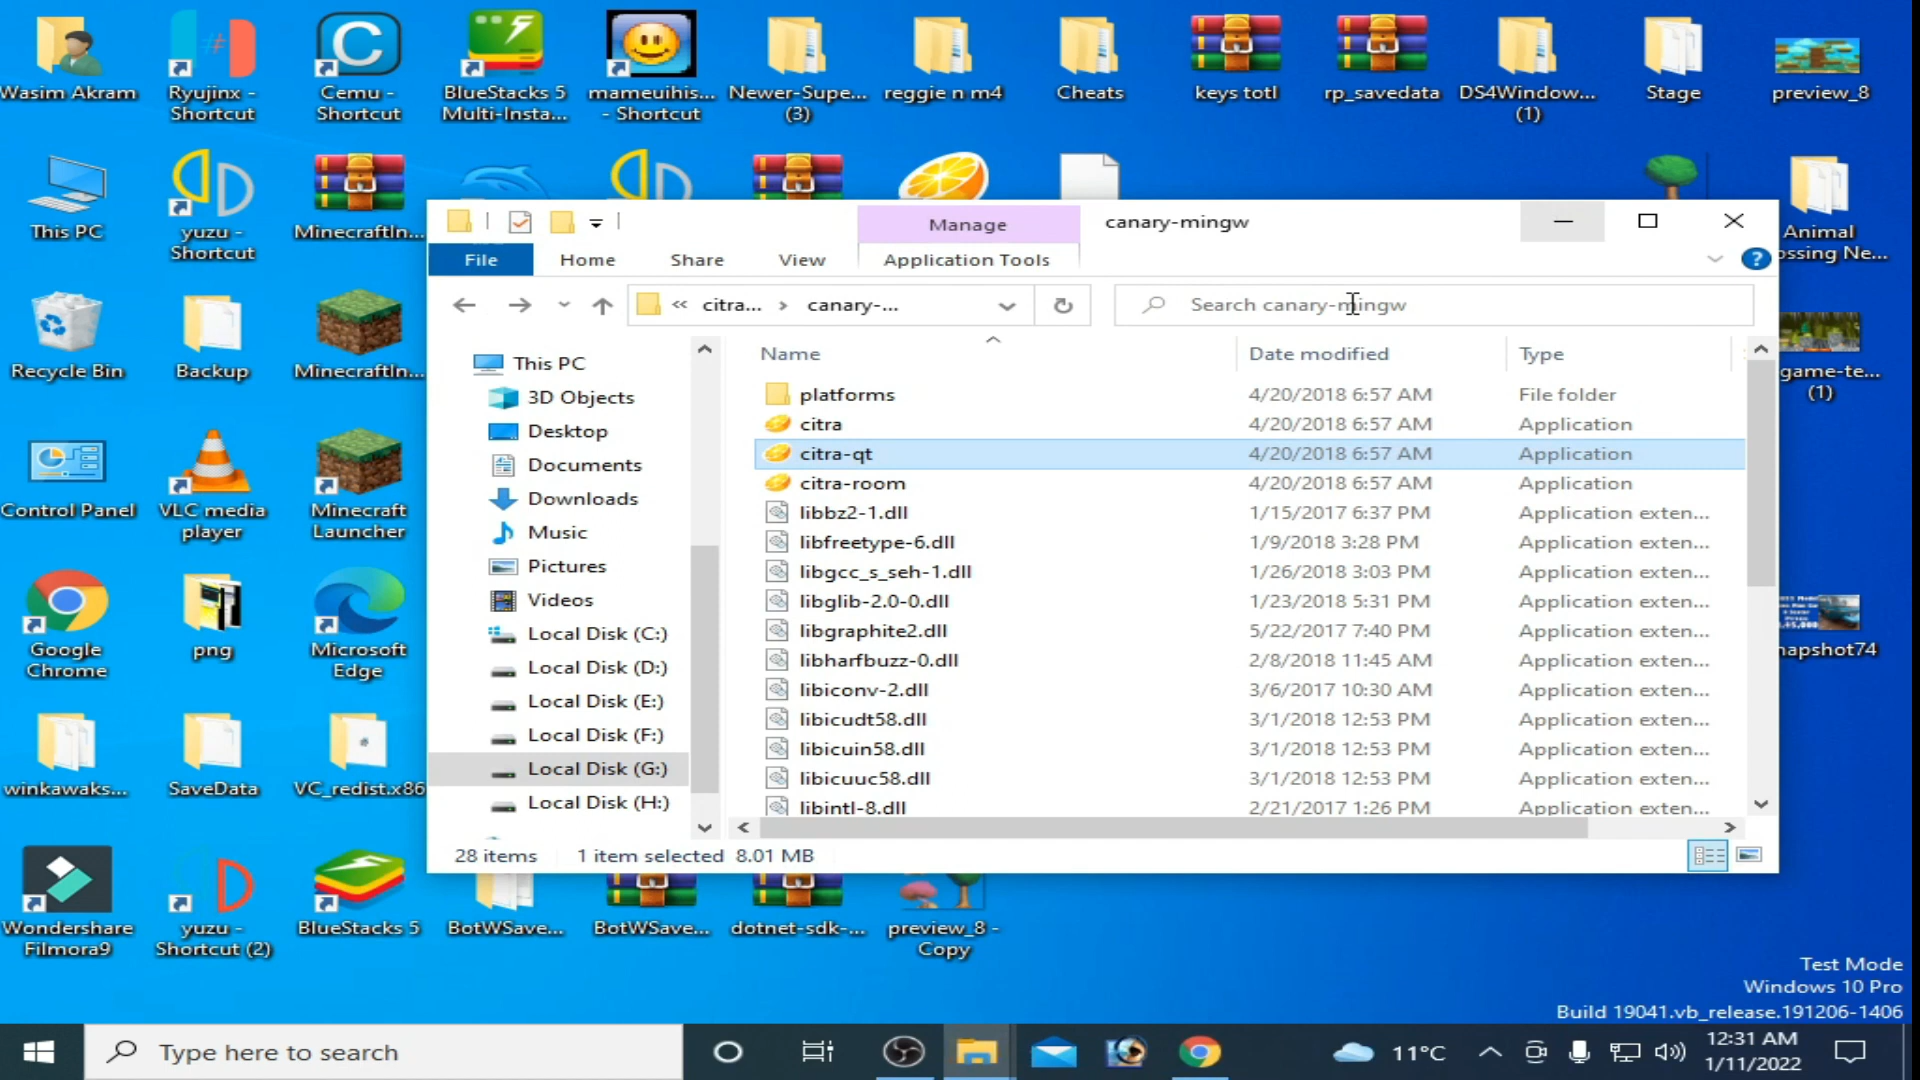 Wasim Akram
Ryujinx -
Shortcut
Cemu -
Shortcut
BlueStacks 5
Multi-Insta...
mameuihis...
- Shortcut
Newer-Supe...
(3)
reggie n m4
Cheats
keys totl
rp_savedata
DS4Window...
(1)
Stage
preview_8
This PC
yuzu -
Shortcut
MinecraftIn...
Animal
ossing Ne...
Recycle Bin
Backup
MinecraftIn...
game-te...
(1)
Control Panel
VLC media
player
Minecraft
Launcher
Google
Chrome
png
Microsoft
Edge
napshot74
winkawaks...
SaveData
VC_redist.x86
Wondershare
Filmora9
yuzu -
Shortcut (2)
BlueStacks 5
BotWSave...
BotWSave...
dotnet-sdk-...
preview_8 -
Copy
Manage
canary-mingw
File
Home
Share
View
Application Tools
« citra... › canary-...
Search canary-mingw
This PC
3D Objects
Desktop
Documents
Downloads
Music
Pictures
Videos
Local Disk (C:)
Local Disk (D:)
Local Disk (E:)
Local Disk (F:)
Local Disk (G:)
Local Disk (H:)
Name Date modified Type
platforms 4/20/2018 6:57 AM File folder
citra 4/20/2018 6:57 AM Application
citra-qt 4/20/2018 6:57 AM Application
citra-room 4/20/2018 6:57 AM Application
libbz2-1.dll 1/15/2017 6:37 PM Application exten...
libfreetype-6.dll 1/9/2018 3:28 PM Application exten...
libgcc_s_seh-1.dll 1/26/2018 3:03 PM Application exten...
libglib-2.0-0.dll 1/23/2018 5:31 PM Application exten...
libgraphite2.dll 5/22/2017 7:40 PM Application exten...
libharfbuzz-0.dll 2/8/2018 11:45 AM Application exten...
libiconv-2.dll 3/6/2017 10:30 AM Application exten...
libicudt58.dll 3/1/2018 12:53 PM Application exten...
libicuin58.dll 3/1/2018 12:53 PM Application exten...
libicuuc58.dll 3/1/2018 12:53 PM Application exten...
libintl-8.dll 2/21/2017 1:26 PM Application exten...
28 items 1 item selected 8.01 MB
Test Mode
Windows 10 Pro
Build 19041.vb_release.191206-1406
Type here to search
11°C
12:31 AM
1/11/2022